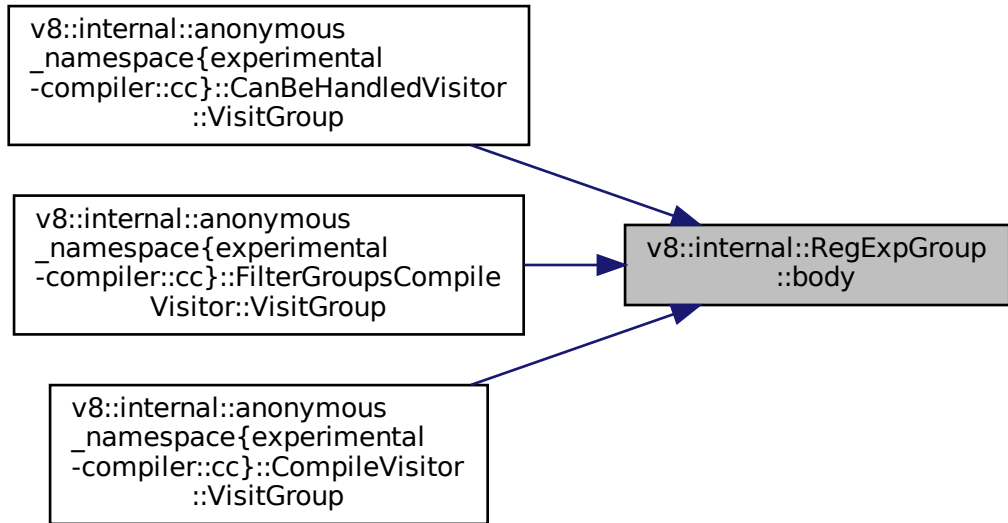 v8::internal::anonymous
_namespace{experimental
-compiler::cc}::CanBeHandledVisitor
::VisitGroup
v8::internal::anonymous
_namespace{experimental
-compiler::cc}::FilterGroupsCompile
Visitor::VisitGroup
v8::internal::RegExpGroup
::body
v8::internal::anonymous
_namespace{experimental
-compiler::cc}::CompileVisitor
::VisitGroup